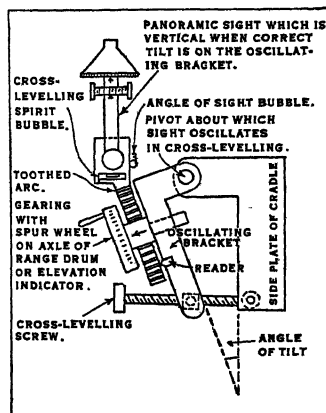 PANORAMIC SIGHT WHICH IS
VERTICAL WHEN CORRECT
TILT IS ON THE OSCILLAT-
ING BRACKET.
CROSS-
LEVELLING
SPIRIT
BUBBLE.
ANGLE OF SIGHT BUBBLE.
PIVOT ABOUT WHICH
SIGHT OSCILLATES
IN CROSS-LEVELLING.
TOOTHED
ARC.
GEARING
WITH
SPUR WHEEL
ON AXLE OF
RANGE DRUM
OR ELEVATION
INDICATOR.
OSCILLATING
BRACKET
READER
SIDE PLATE OF CRADLE
CROSS-LEVELLING
SCREW.
ANGLE
OF TILT